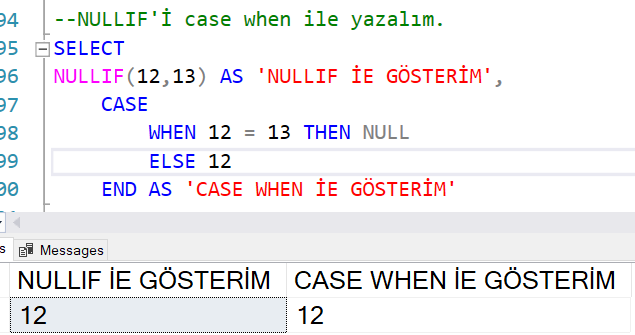 94 --NULLIF'İ case when ile yazalım.
95 SELECT
96 NULLIF(12,13) AS 'NULLIF İE GÖSTERİM',
97 CASE
98 WHEN 12 = 13 THEN NULL
99 ELSE 12
00 END AS 'CASE WHEN İE GÖSTERİM'
s Messages
NULLIF İE GÖSTERİM CASE WHEN İE GÖSTERİM
12 12